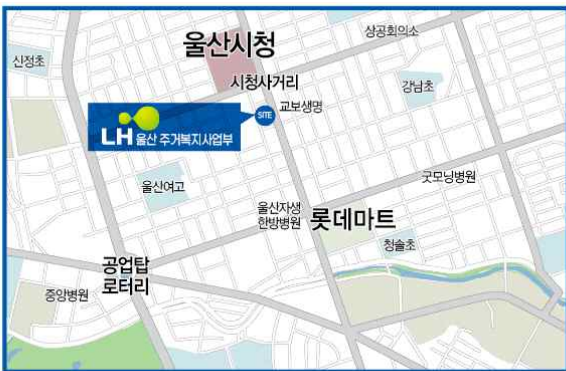 울산시청
상공회의소
신정초
시청사거리
강남초
교보생명
SITE
LH 울산 주거복지사업부
울산여고
굿모닝병원
울산자생
한방병원
롯데마트
청솔초
공업탑
로터리
중앙병원